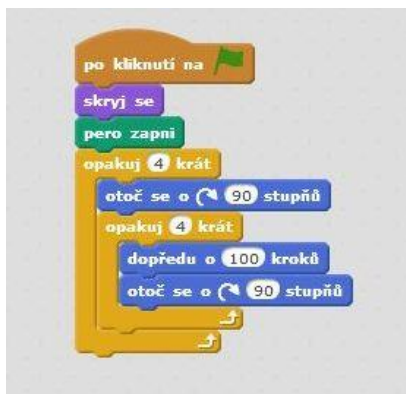 po kliknutí na
skryj se
pero zapni
opakuj 4 krát
otoč se o 90 stupňů
opakuj 4 krát
dopředu o 100 kroků
otoč se o 90 stupňů